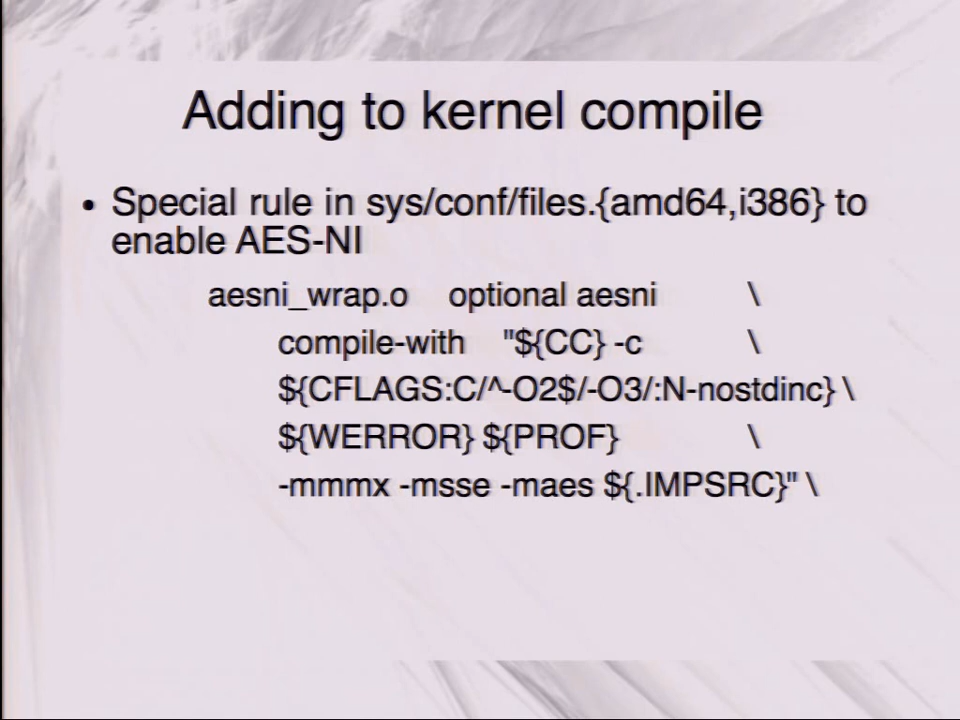 Adding to kernel compile
• Special rule in sys/conf/files.{amd64,i386} to
enable AES-NI
aesni_wrap.o optional aesni \
compile-with "${CC} -c \
${CFLAGS:C/^-O2$/-O3/:N-nostdinc} \
${WERROR} ${PROF} \
-mmmx -msse -maes ${.IMPSRC}" \